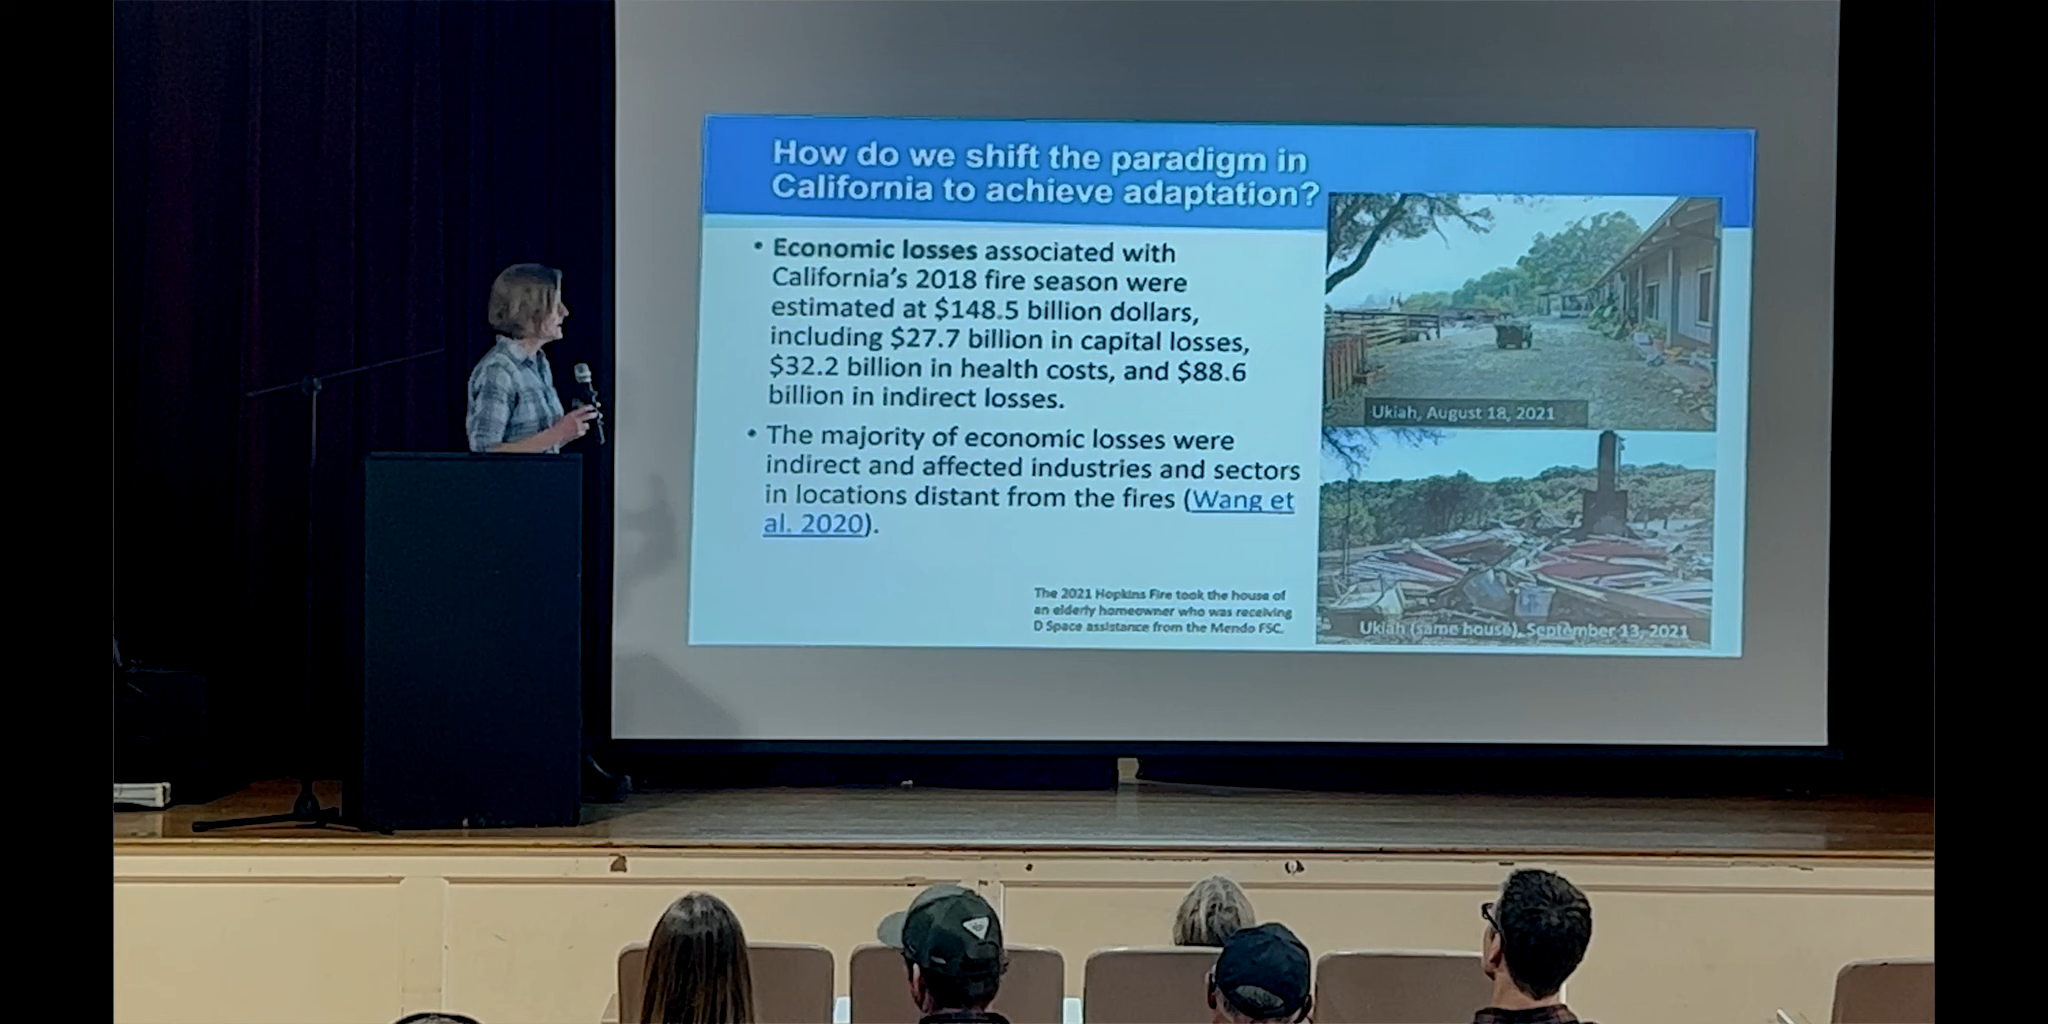 How do we shift the paradigm in
California to achieve adaptation?
• Economic losses associated with
California's 2018 fire season were
estimated at $148.5 billion dollars,
including $27.7 billion in capital losses,
$32.2 billion in health costs, and $88.6
billion in indirect losses.
• The majority of economic losses were
indirect and affected industries and sectors
in locations distant from the fires (Wang et
al. 2020).
The 2021 Hopkins Fire took the house of
an elderly homeowner who was receiving
D Space assistance from the Mendo FSC.
Ukiah, August 18, 2021
Ukiah (same house), September 13, 2021